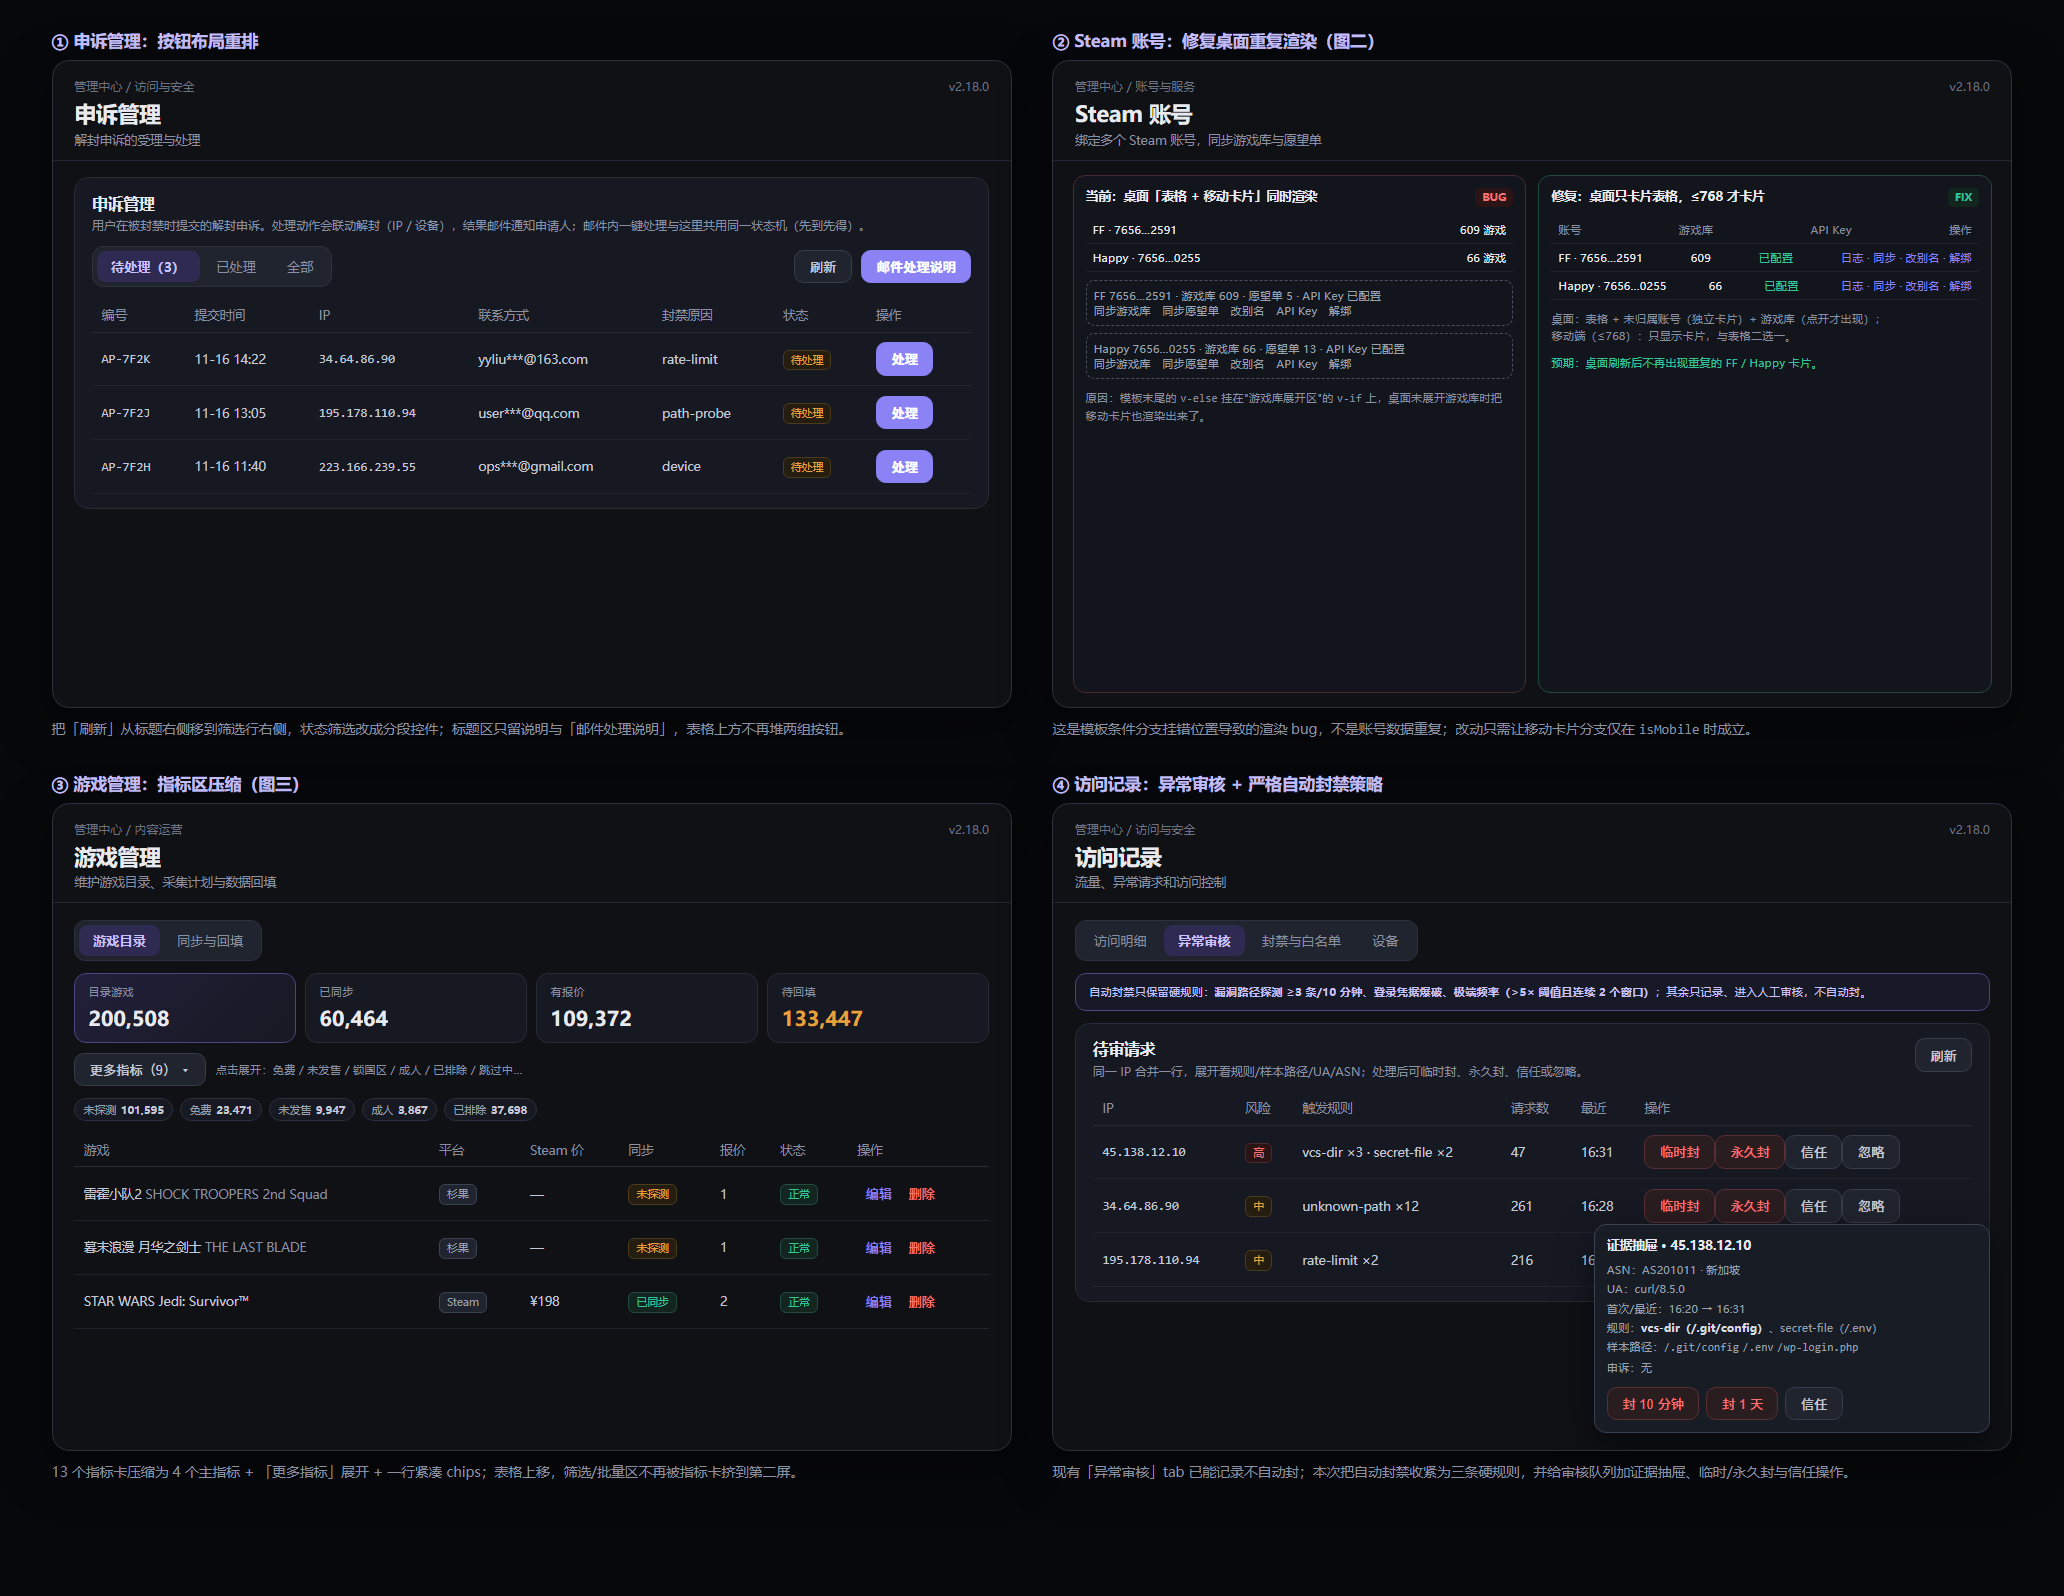 ① 申诉管理：按钮布局重排
管理中心 / 访问与安全
v2.18.0
申诉管理
解封申诉的受理与处理
申诉管理
用户在被封禁时提交的解封申诉。处理动作会联动解封（IP / 设备），结果邮件通知申请人；邮件内一键处理与这里共用同一状态机（先到先得）。
待处理（3） 已处理 全部
刷新 邮件处理说明
编号 提交时间 IP 联系方式 封禁原因 状态 操作
AP-7F2K 11-16 14:22 34.64.86.90 yyliu***@163.com rate-limit 待处理 处理
AP-7F2J 11-16 13:05 195.178.110.94 user***@qq.com path-probe 待处理 处理
AP-7F2H 11-16 11:40 223.166.239.55 ops***@gmail.com device 待处理 处理
把「刷新」从标题右侧移到筛选行右侧，状态筛选改成分段控件；标题区只留说明与「邮件处理说明」，表格上方不再堆两组按钮。
② Steam 账号：修复桌面重复渲染（图二）
管理中心 / 账号与服务
v2.18.0
Steam 账号
绑定多个 Steam 账号，同步游戏库与愿望单
当前：桌面「表格 + 移动卡片」同时渲染 BUG
FF · 7656…2591 609 游戏
Happy · 7656…0255 66 游戏
FF 7656…2591 · 游戏库 609 · 愿望单 5 · API Key 已配置
同步游戏库 同步愿望单 改别名 API Key 解绑
Happy 7656…0255 · 游戏库 66 · 愿望单 13 · API Key 已配置
同步游戏库 同步愿望单 改别名 API Key 解绑
原因：模板末尾的 v-else 挂在"游戏库展开区"的 v-if 上，桌面未展开游戏库时把
移动卡片也渲染出来了。
修复：桌面只卡片表格，≤768 才卡片 FIX
账号 游戏库 API Key 操作
FF · 7656…2591 609 已配置 日志 · 同步 · 改别名 · 解绑
Happy · 7656…0255 66 已配置 日志 · 同步 · 改别名 · 解绑
桌面：表格 + 未归属账号（独立卡片）+ 游戏库（点开才出现）；
移动端（≤768）：只显示卡片，与表格二选一。
预期：桌面刷新后不再出现重复的 FF / Happy 卡片。
这是模板条件分支挂错位置导致的渲染 bug，不是账号数据重复；改动只需让移动卡片分支仅在 isMobile 时成立。
③ 游戏管理：指标区压缩（图三）
管理中心 / 内容运营
v2.18.0
游戏管理
维护游戏目录、采集计划与数据回填
游戏目录 同步与回填
目录游戏 已同步 有报价 待回填
200,508 60,464 109,372 133,447
更多指标（9） ▾ 点击展开：免费 / 未发售 / 锁国区 / 成人 / 已排除 / 跳过中…
未探测 101,595 免费 23,471 未发售 9,947 成人 3,867 已排除 37,698
游戏 平台 Steam 价 同步 报价 状态 操作
雷霍小队2 SHOCK TROOPERS 2nd Squad 杉果 — 未探测 1 正常 编辑 删除
幕末浪漫 月华之剑士 THE LAST BLADE 杉果 — 未探测 1 正常 编辑 删除
STAR WARS Jedi: Survivor™ Steam ¥198 已同步 2 正常 编辑 删除
13 个指标卡压缩为 4 个主指标 + 「更多指标」展开 + 一行紧凑 chips；表格上移，筛选/批量区不再被指标卡挤到第二屏。
④ 访问记录：异常审核 + 严格自动封禁策略
管理中心 / 访问与安全
v2.18.0
访问记录
流量、异常请求和访问控制
访问明细 异常审核 封禁与白名单 设备
自动封禁只保留硬规则：漏洞路径探测 ≥3 条/10 分钟、登录凭据爆破、极端频率（>5× 阈值且连续 2 个窗口）；其余只记录、进入人工审核，不自动封。
待审请求
同一 IP 合并一行，展开看规则/样本路径/UA/ASN；处理后可临时封、永久封、信任或忽略。
刷新
IP 风险 触发规则 请求数 最近 操作
45.138.12.10 高 vcs-dir ×3 · secret-file ×2 47 16:31 临时封 永久封 信任 忽略
34.64.86.90 中 unknown-path ×12 261 16:28 临时封 永久封 信任 忽略
195.178.110.94 中 rate-limit ×2 216 16
证据抽屉 • 45.138.12.10
ASN：AS201011 · 新加坡
UA：curl/8.5.0
首次/最近：16:20 → 16:31
规则：vcs-dir（/.git/config）、secret-file（/.env）
样本路径：/.git/config /.env /wp-login.php
申诉：无
封 10 分钟 封 1 天 信任
现有「异常审核」tab 已能记录不自动封；本次把自动封禁收紧为三条硬规则，并给审核队列加证据抽屉、临时/永久封与信任操作。